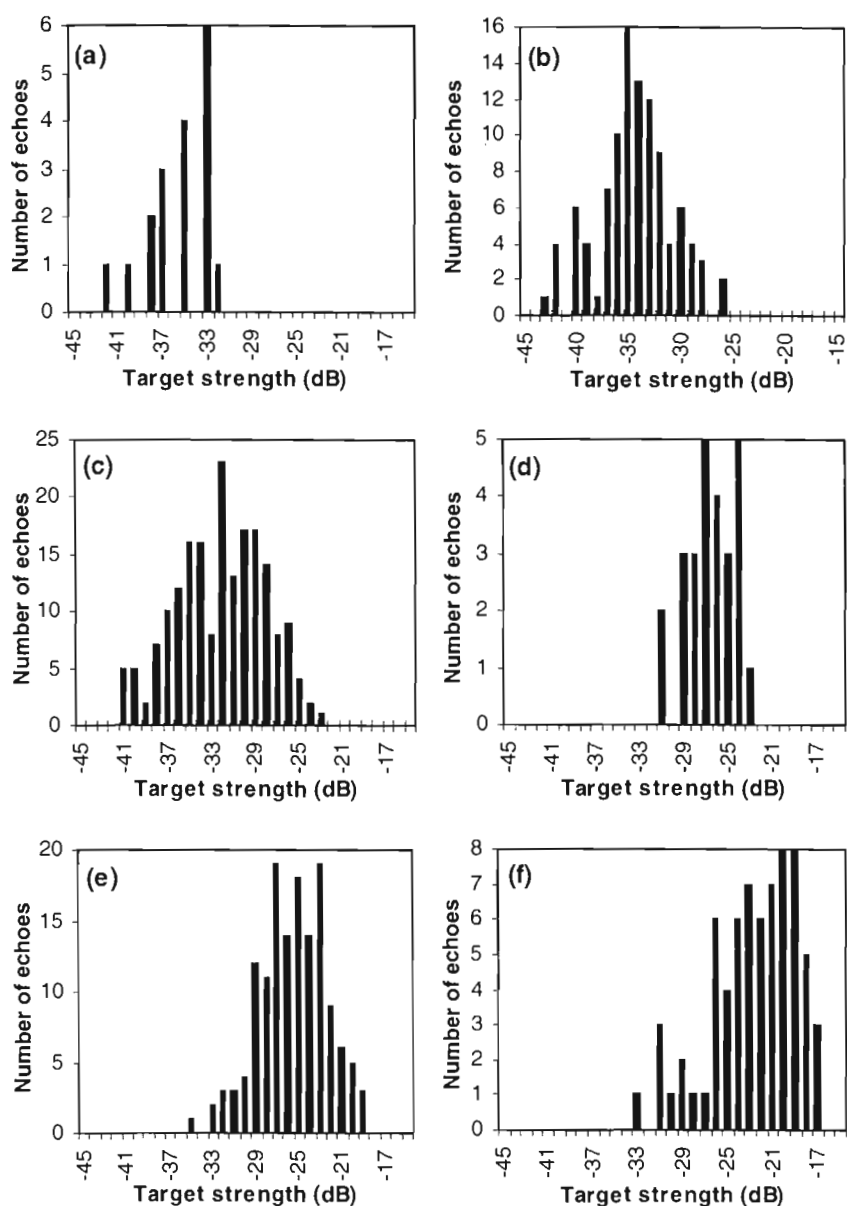 (a)
Number of echoes
6
5
4
3
2
1
0
-45 -41 -37 -33 -29 -25 -21 -17
Target strength (dB)
(b)
Number of echoes
16
14
12
10
8
6
4
2
0
-45 -40 -35 -30 -25 -20 -15
Target strength (dB)
(c)
Number of echoes
25
20
15
10
5
0
-45 -41 -37 -33 -29 -25 -21 -17
Target strength (dB)
(d)
Number of echoes
5
4
3
2
1
0
-45 -41 -37 -33 -29 -25 -21 -17
Target strength (dB)
(e)
Number of echoes
20
15
10
5
0
-45 -41 -37 -33 -29 -25 -21 -17
Target strength (dB)
(f)
Number of echoes
8
7
6
5
4
3
2
1
0
-45 -41 -37 -33 -29 -25 -21 -17
Target strength (dB)